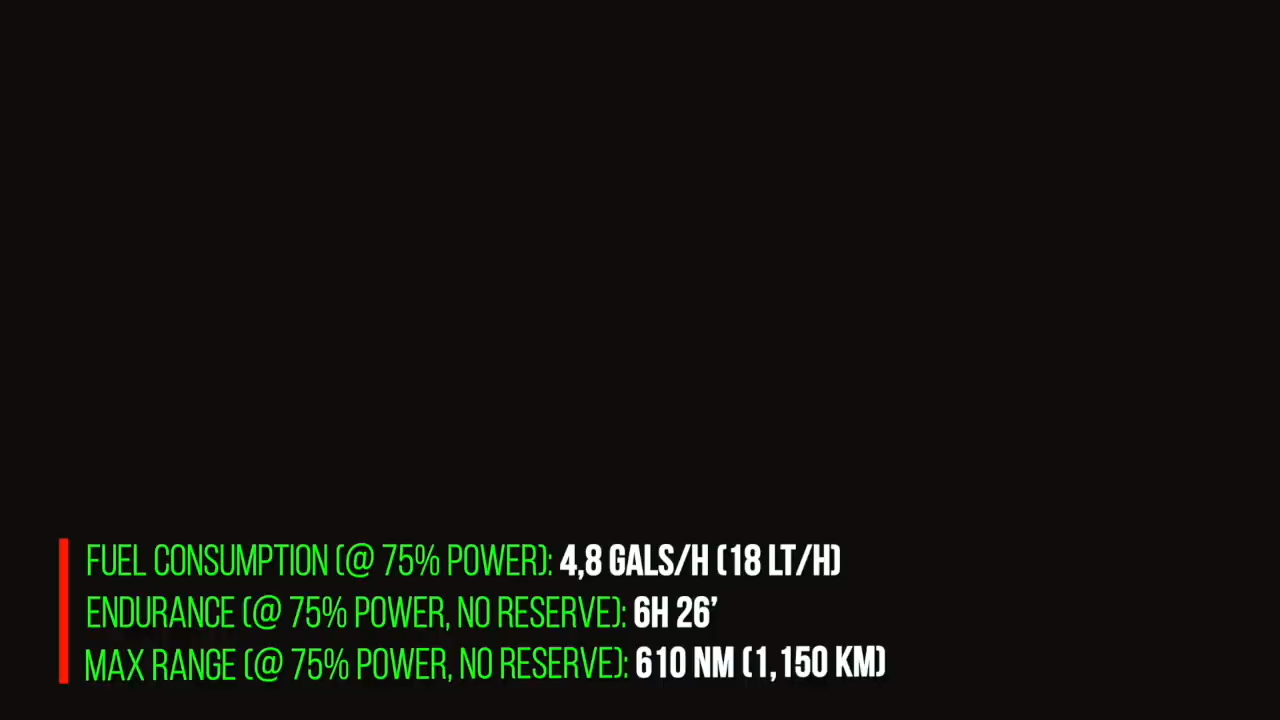 FUEL CONSUMPTION (@ 75% POWER): 4,8 GALS/H (18 LT/H)
ENDURANCE (@ 75% POWER, NO RESERVE): 6H 26’
MAX RANGE (@ 75% POWER, NO RESERVE): 610 NM (1,150 KM)